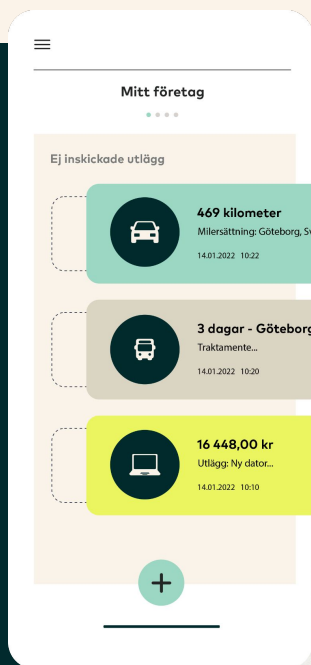 Mitt företag
Ej inskickade utlägg
469 kilometer
Milersättning: Göteborg,
14.01.2022 10:22
3 dagar - Göteborg
Traktamente...
14.01.2022 10:20
16 448,00 kr
Utlägg: Ny dator...
14.01.2022 10:10